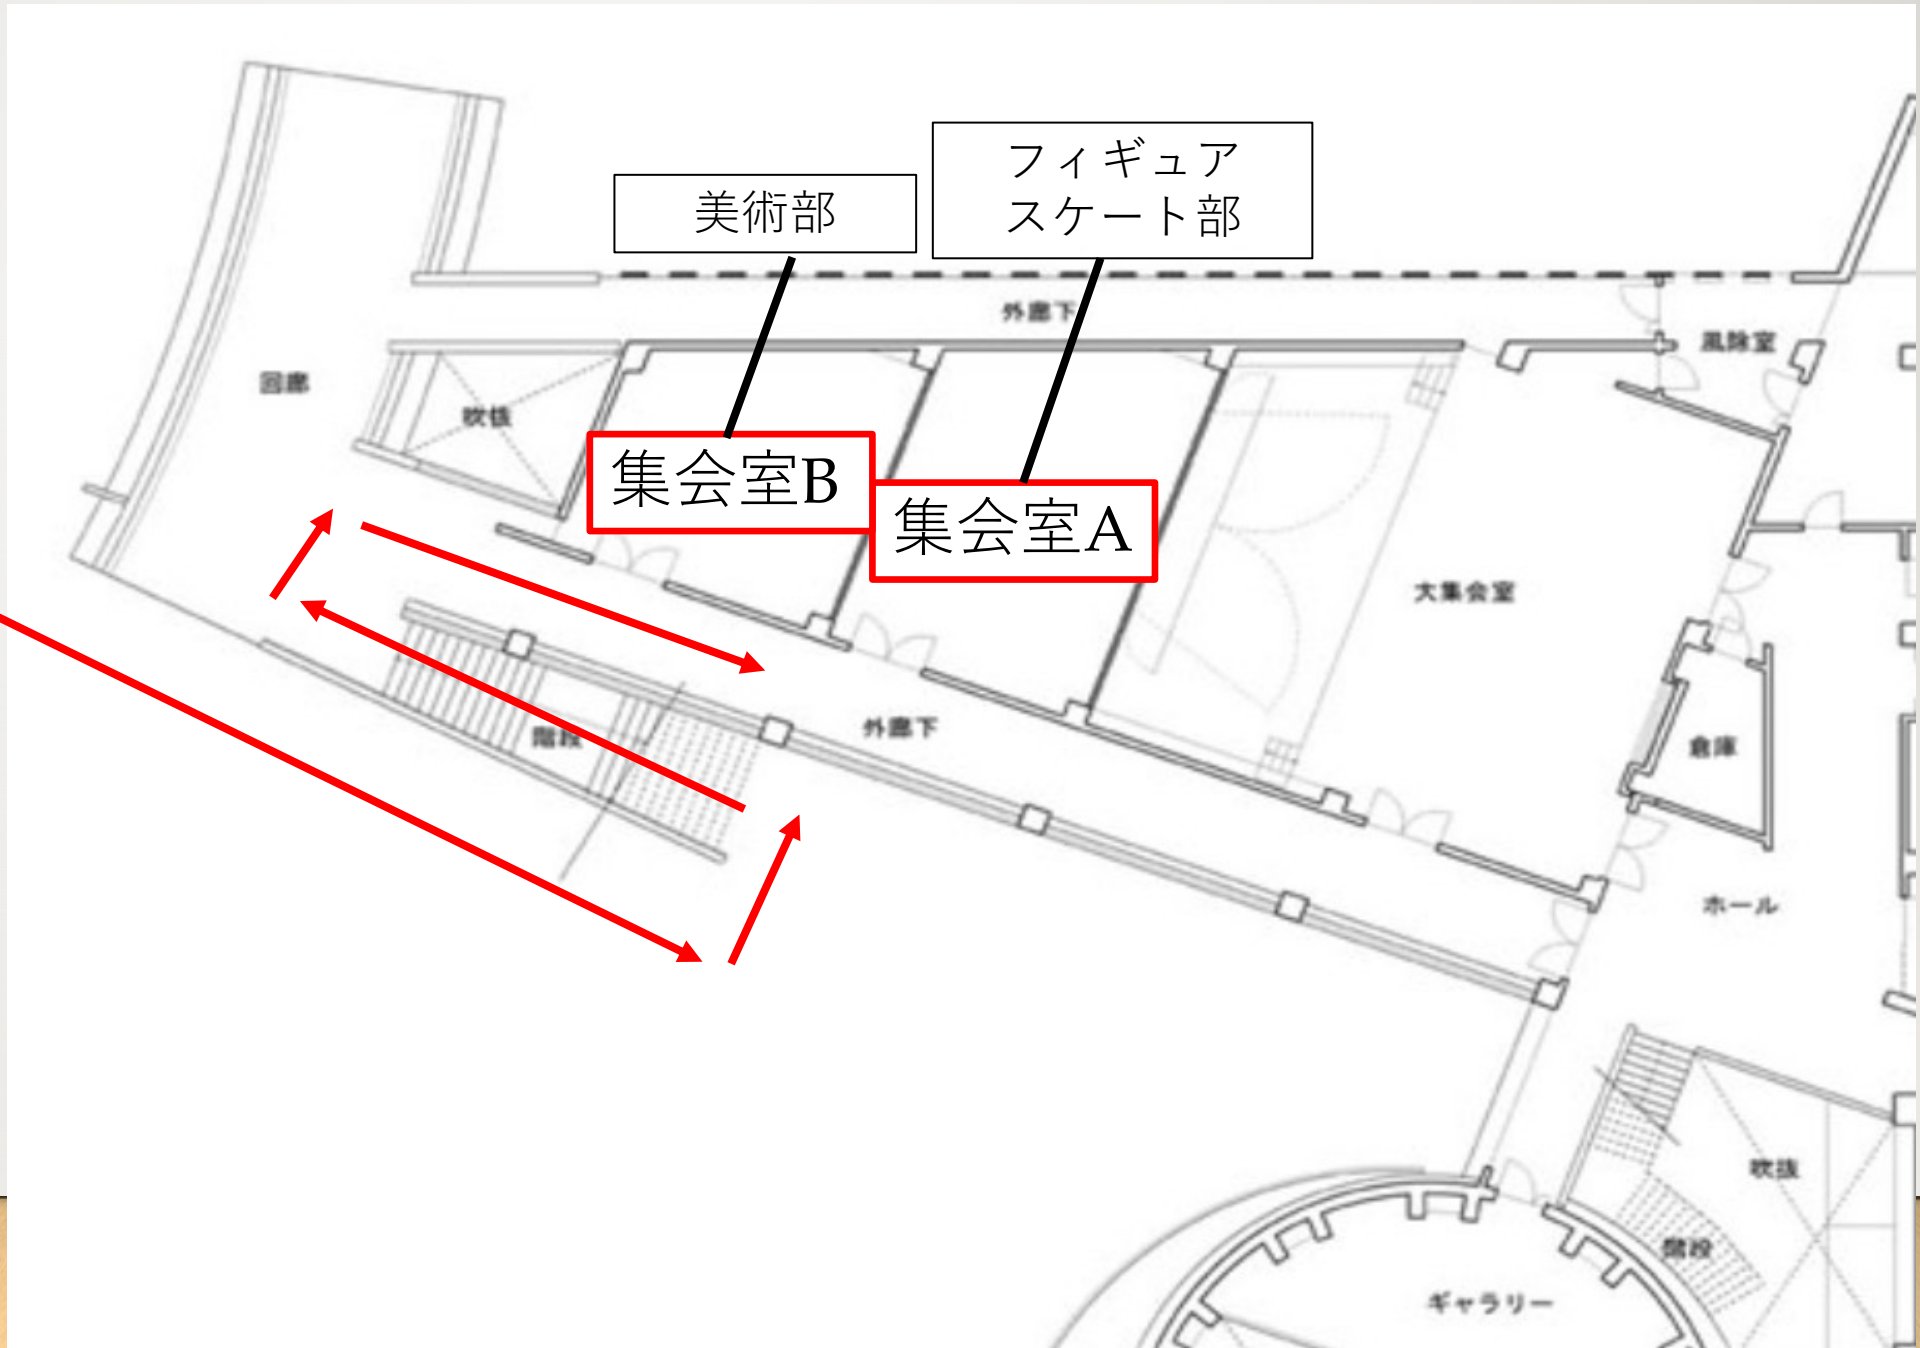 フィギュア
スケート部
美術部
外廊下
風除室
回廊
吹抜
集会室B
集会室A
大集会室
外廊下
階段
倉庫
ホール
吹抜
階段
ギャラリー